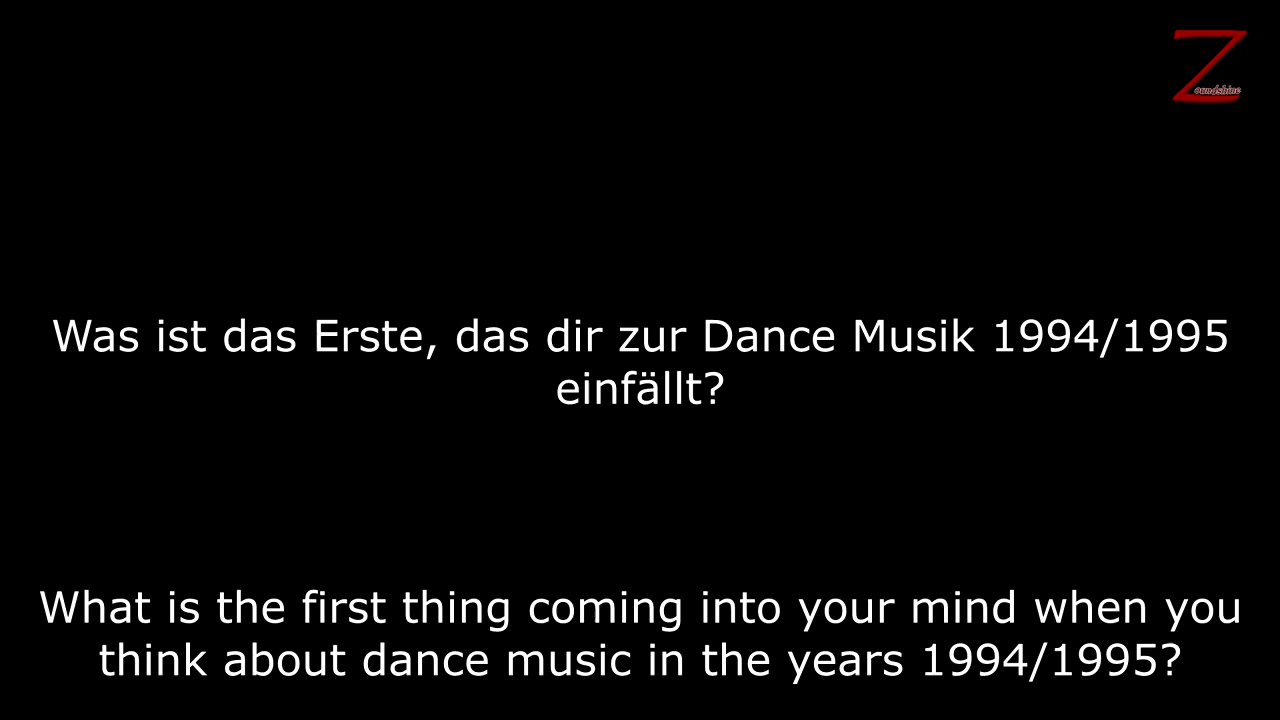 Zoundshine
Was ist das Erste, das dir zur Dance Musik 1994/1995
einfällt?
What is the first thing coming into your mind when you
think about dance music in the years 1994/1995?